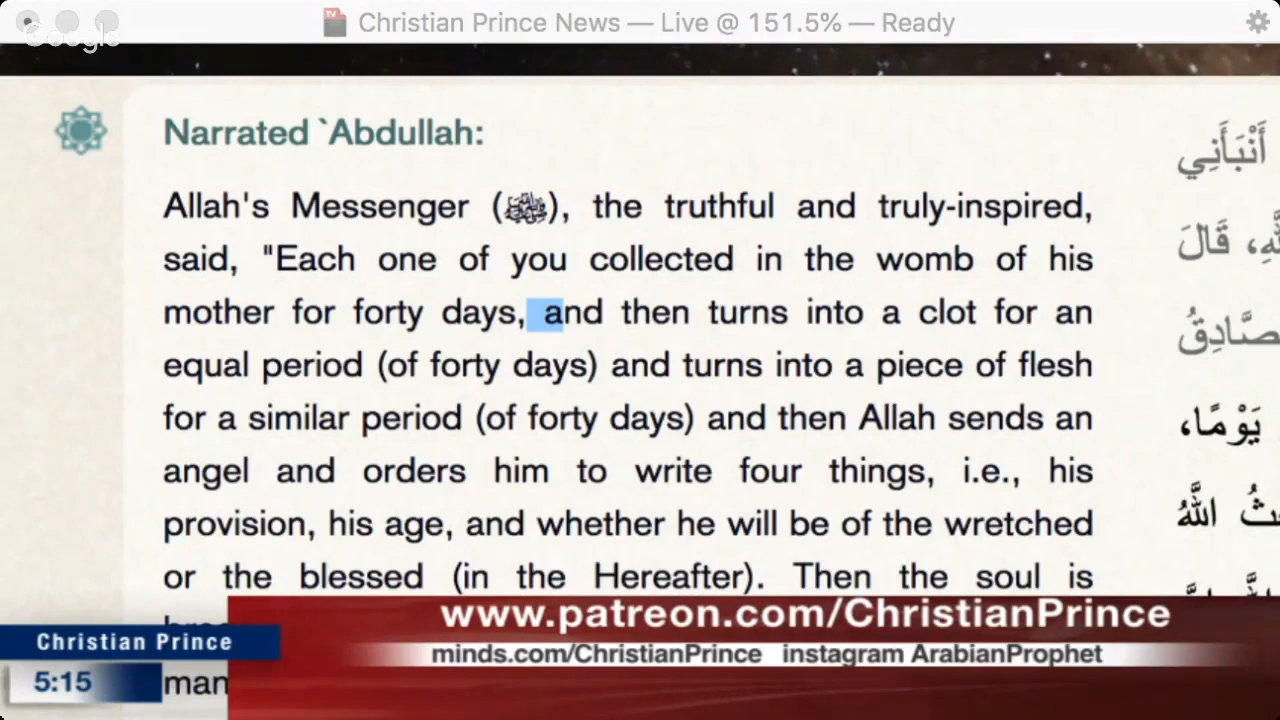 Christian Prince News — Live @ 151.5% — Ready
Google
Narrated `Abdullah:
Allah's Messenger (ﷺ), the truthful and truly-inspired,
said, "Each one of you collected in the womb of his
mother for forty days, and then turns into a clot for an
equal period (of forty days) and turns into a piece of flesh
for a similar period (of forty days) and then Allah sends an
angel and orders him to write four things, i.e., his
provision, his age, and whether he will be of the wretched
or the blessed (in the Hereafter). Then the soul is
man
أَنْبَأَنِي
قَالَ
يَوْمًا،
اللَّهُ
www.patreon.com/ChristianPrince
Christian Prince
minds.com/ChristianPrince instagram ArabianProphet
5:15